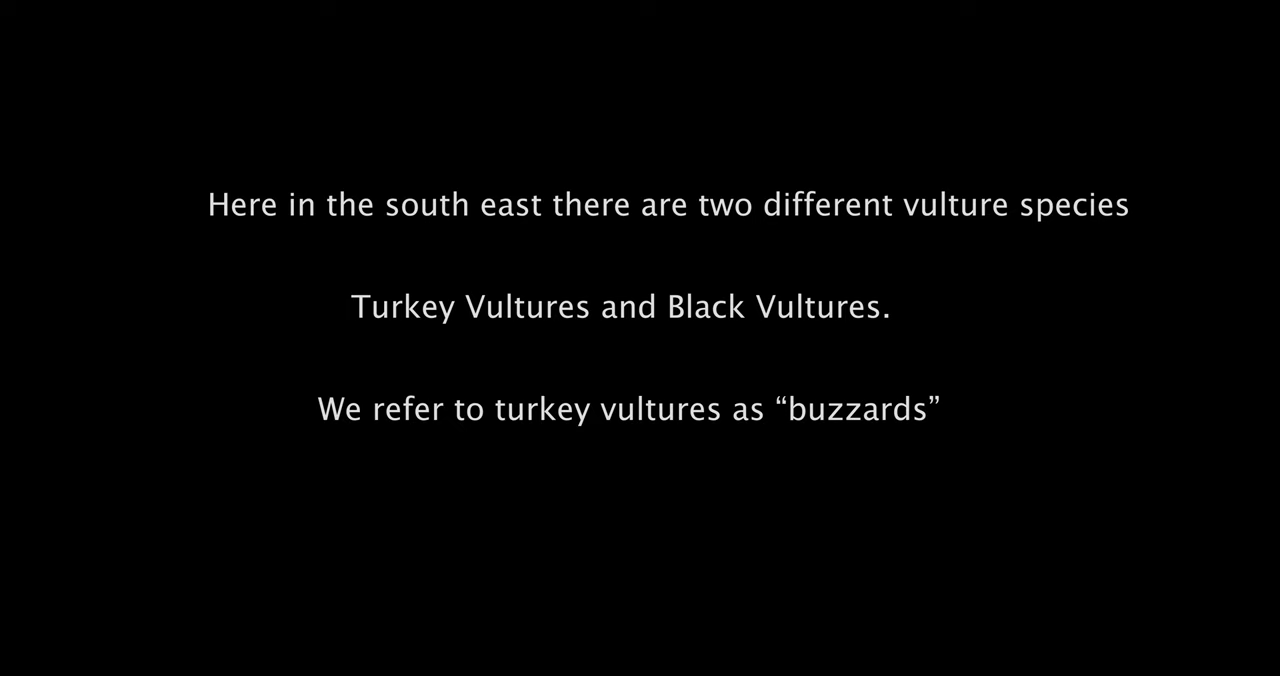 Here in the south east there are two different vulture species
Turkey Vultures and Black Vultures.
We refer to turkey vultures as “buzzards”